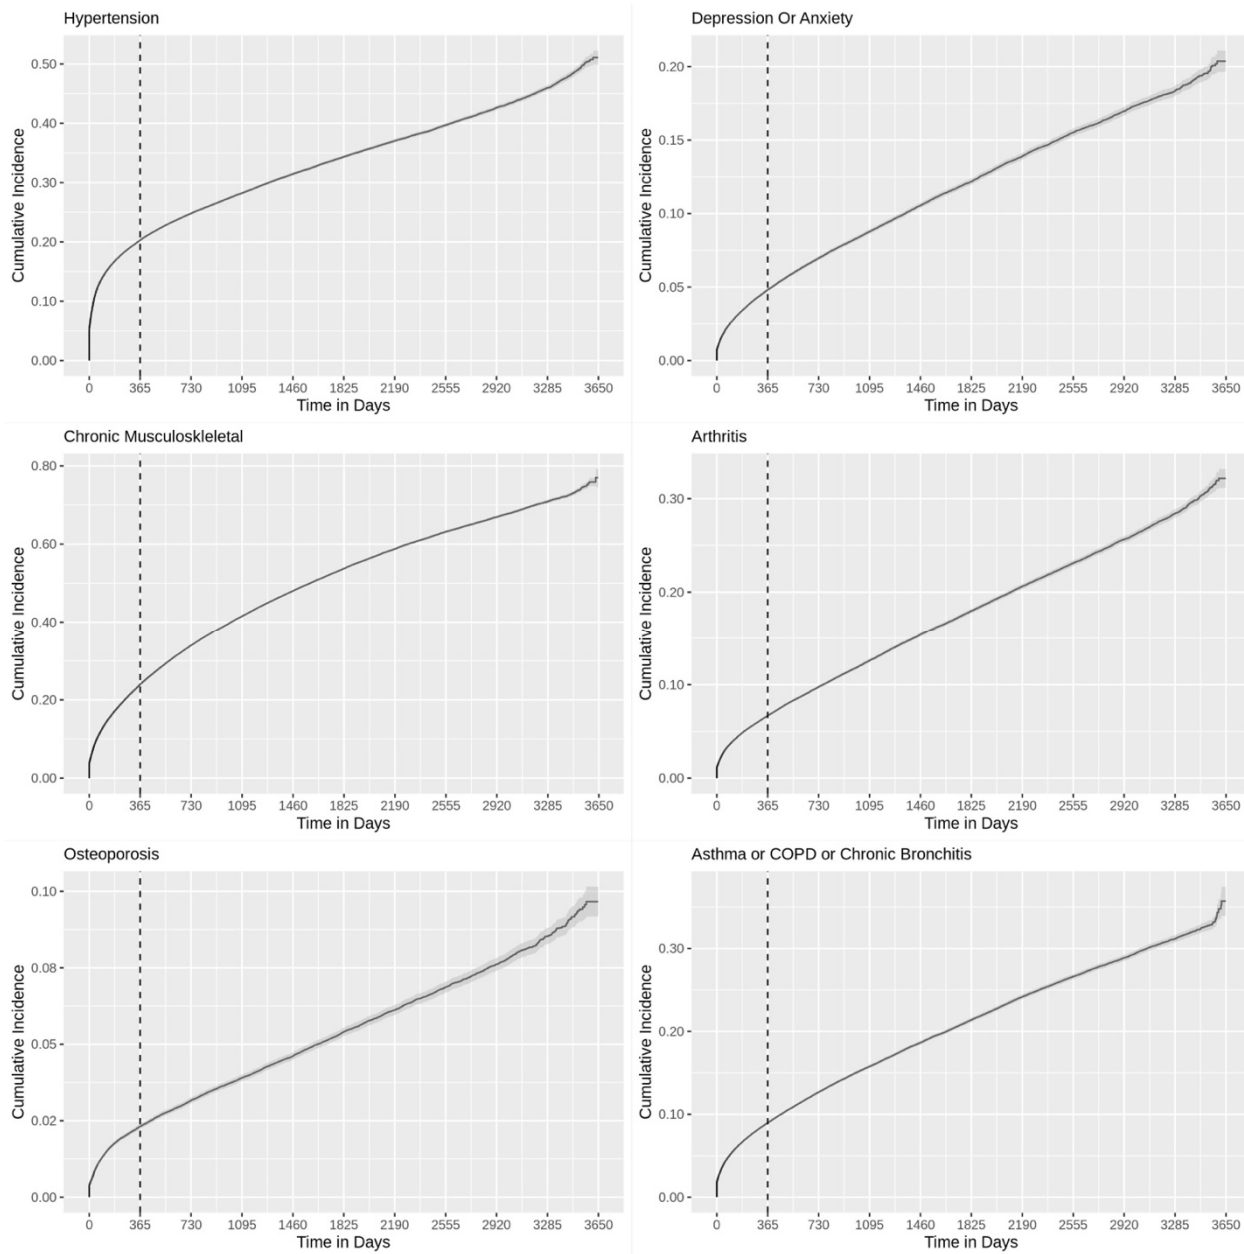 Hypertension
Cumulative Incidence
0.50
0.40
0.30
0.20
0.10
0.00
0 365 730 1095 1460 1825 2190 2555 2920 3285 3650
Time in Days
Depression Or Anxiety
Cumulative Incidence
0.20
0.15
0.10
0.05
0.00
0 365 730 1095 1460 1825 2190 2555 2920 3285 3650
Time in Days
Chronic Musculoskleletal
Cumulative Incidence
0.80
0.60
0.40
0.20
0.00
0 365 730 1095 1460 1825 2190 2555 2920 3285 3650
Time in Days
Arthritis
Cumulative Incidence
0.30
0.20
0.10
0.00
0 365 730 1095 1460 1825 2190 2555 2920 3285 3650
Time in Days
Osteoporosis
Cumulative Incidence
0.10
0.08
0.05
0.02
0.00
0 365 730 1095 1460 1825 2190 2555 2920 3285 3650
Time in Days
Asthma or COPD or Chronic Bronchitis
Cumulative Incidence
0.30
0.20
0.10
0.00
0 365 730 1095 1460 1825 2190 2555 2920 3285 3650
Time in Days